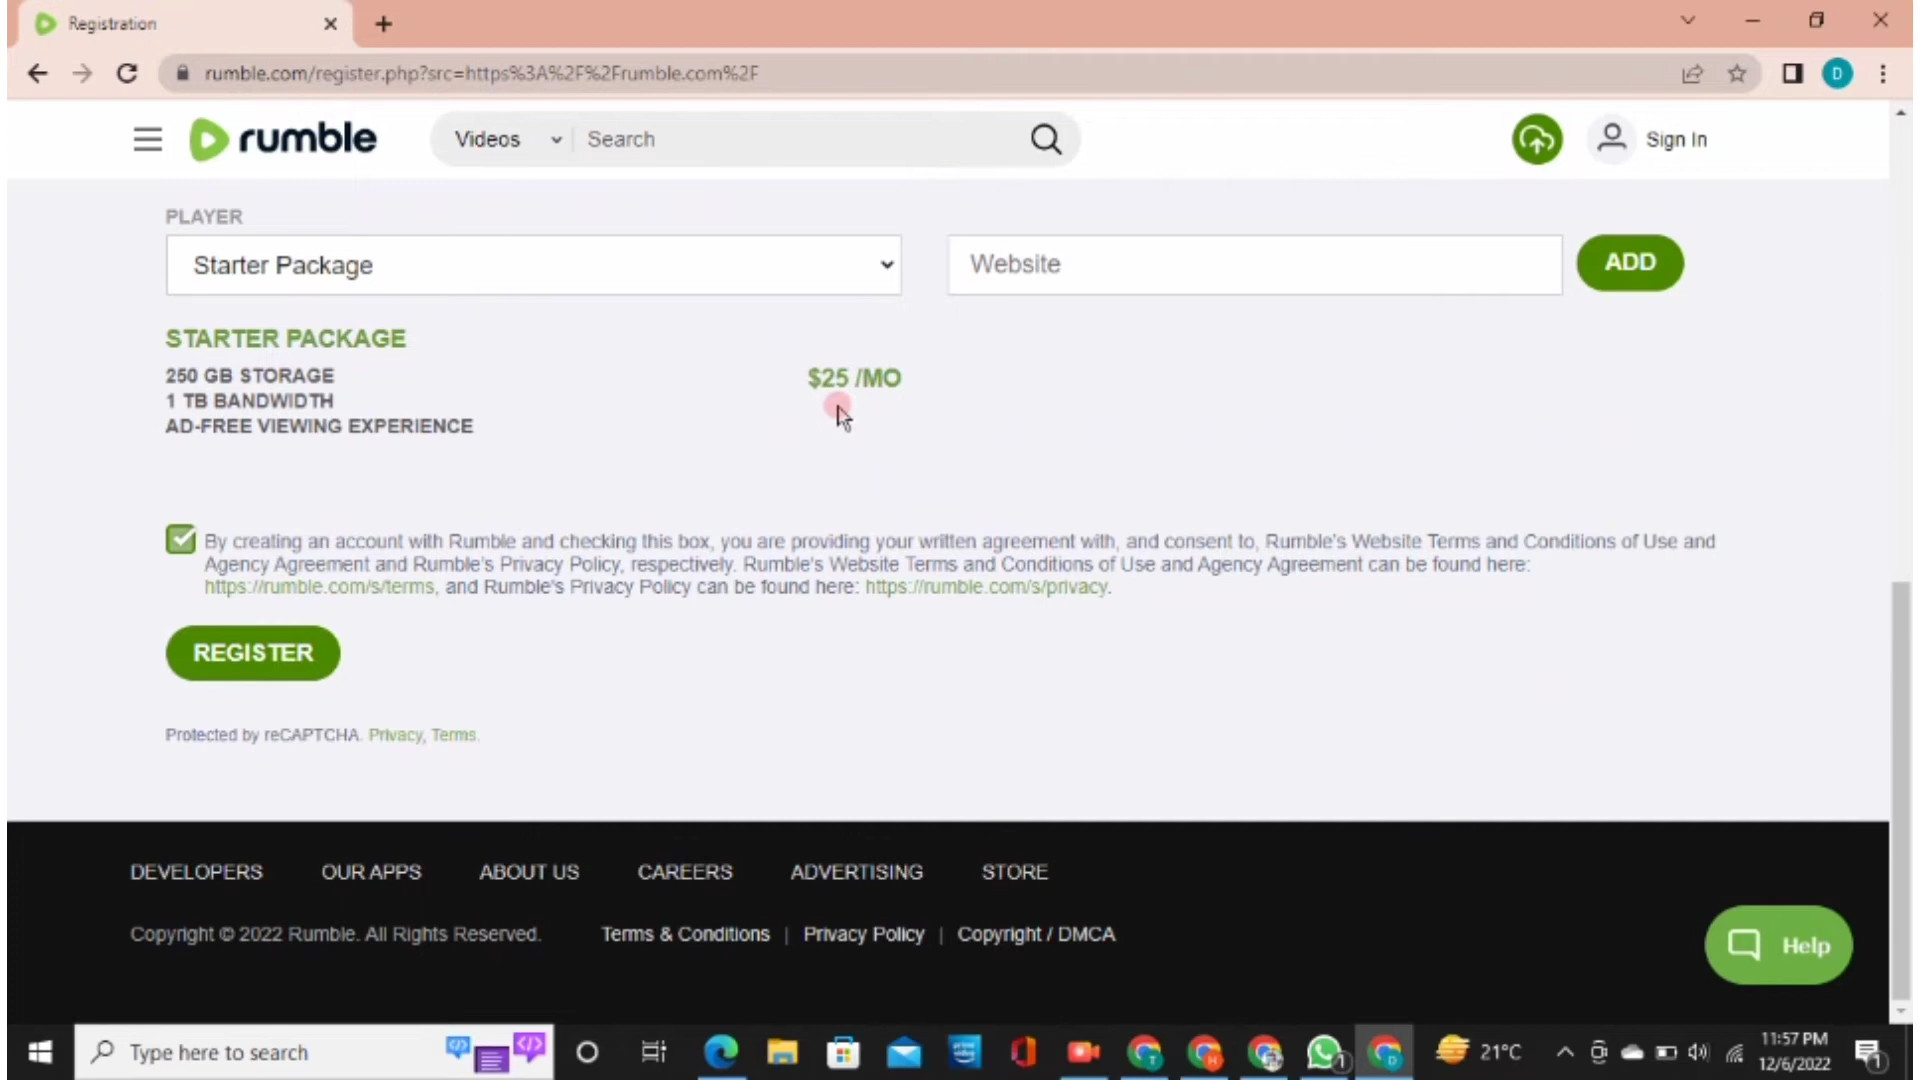 Registration
rumble.com/register.php?src=https%3A%2F%2Frumble.com%2F
D
rumble
Videos
Search
Sign In
PLAYER
Starter Package
Website
ADD
STARTER PACKAGE
250 GB STORAGE
$25 /MO
1 TB BANDWIDTH
AD-FREE VIEWING EXPERIENCE
By creating an account with Rumble and checking this box, you are providing your written agreement with, and consent to, Rumble's Website Terms and Conditions of Use and
Agency Agreement and Rumble's Privacy Policy, respectively. Rumble's Website Terms and Conditions of Use and Agency Agreement can be found here:
https://rumble.com/s/terms, and Rumble's Privacy Policy can be found here: https://rumble.com/s/privacy.
REGISTER
Protected by reCAPTCHA. Privacy, Terms.
DEVELOPERS
OUR APPS
ABOUT US
CAREERS
ADVERTISING
STORE
Copyright © 2022 Rumble. All Rights Reserved.
Terms & Conditions | Privacy Policy | Copyright / DMCA
Help
Type here to search
T
H
1
D
21°C
11:57 PM
12/6/2022
1